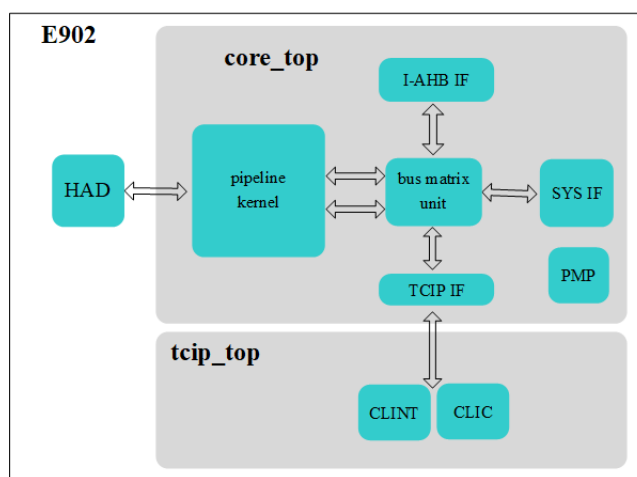 E902
core_top
I-AHB IF
HAD
pipeline
kernel
bus matrix
unit
SYS IF
PMP
TCIP IF
tcip_top
CLINT
CLIC